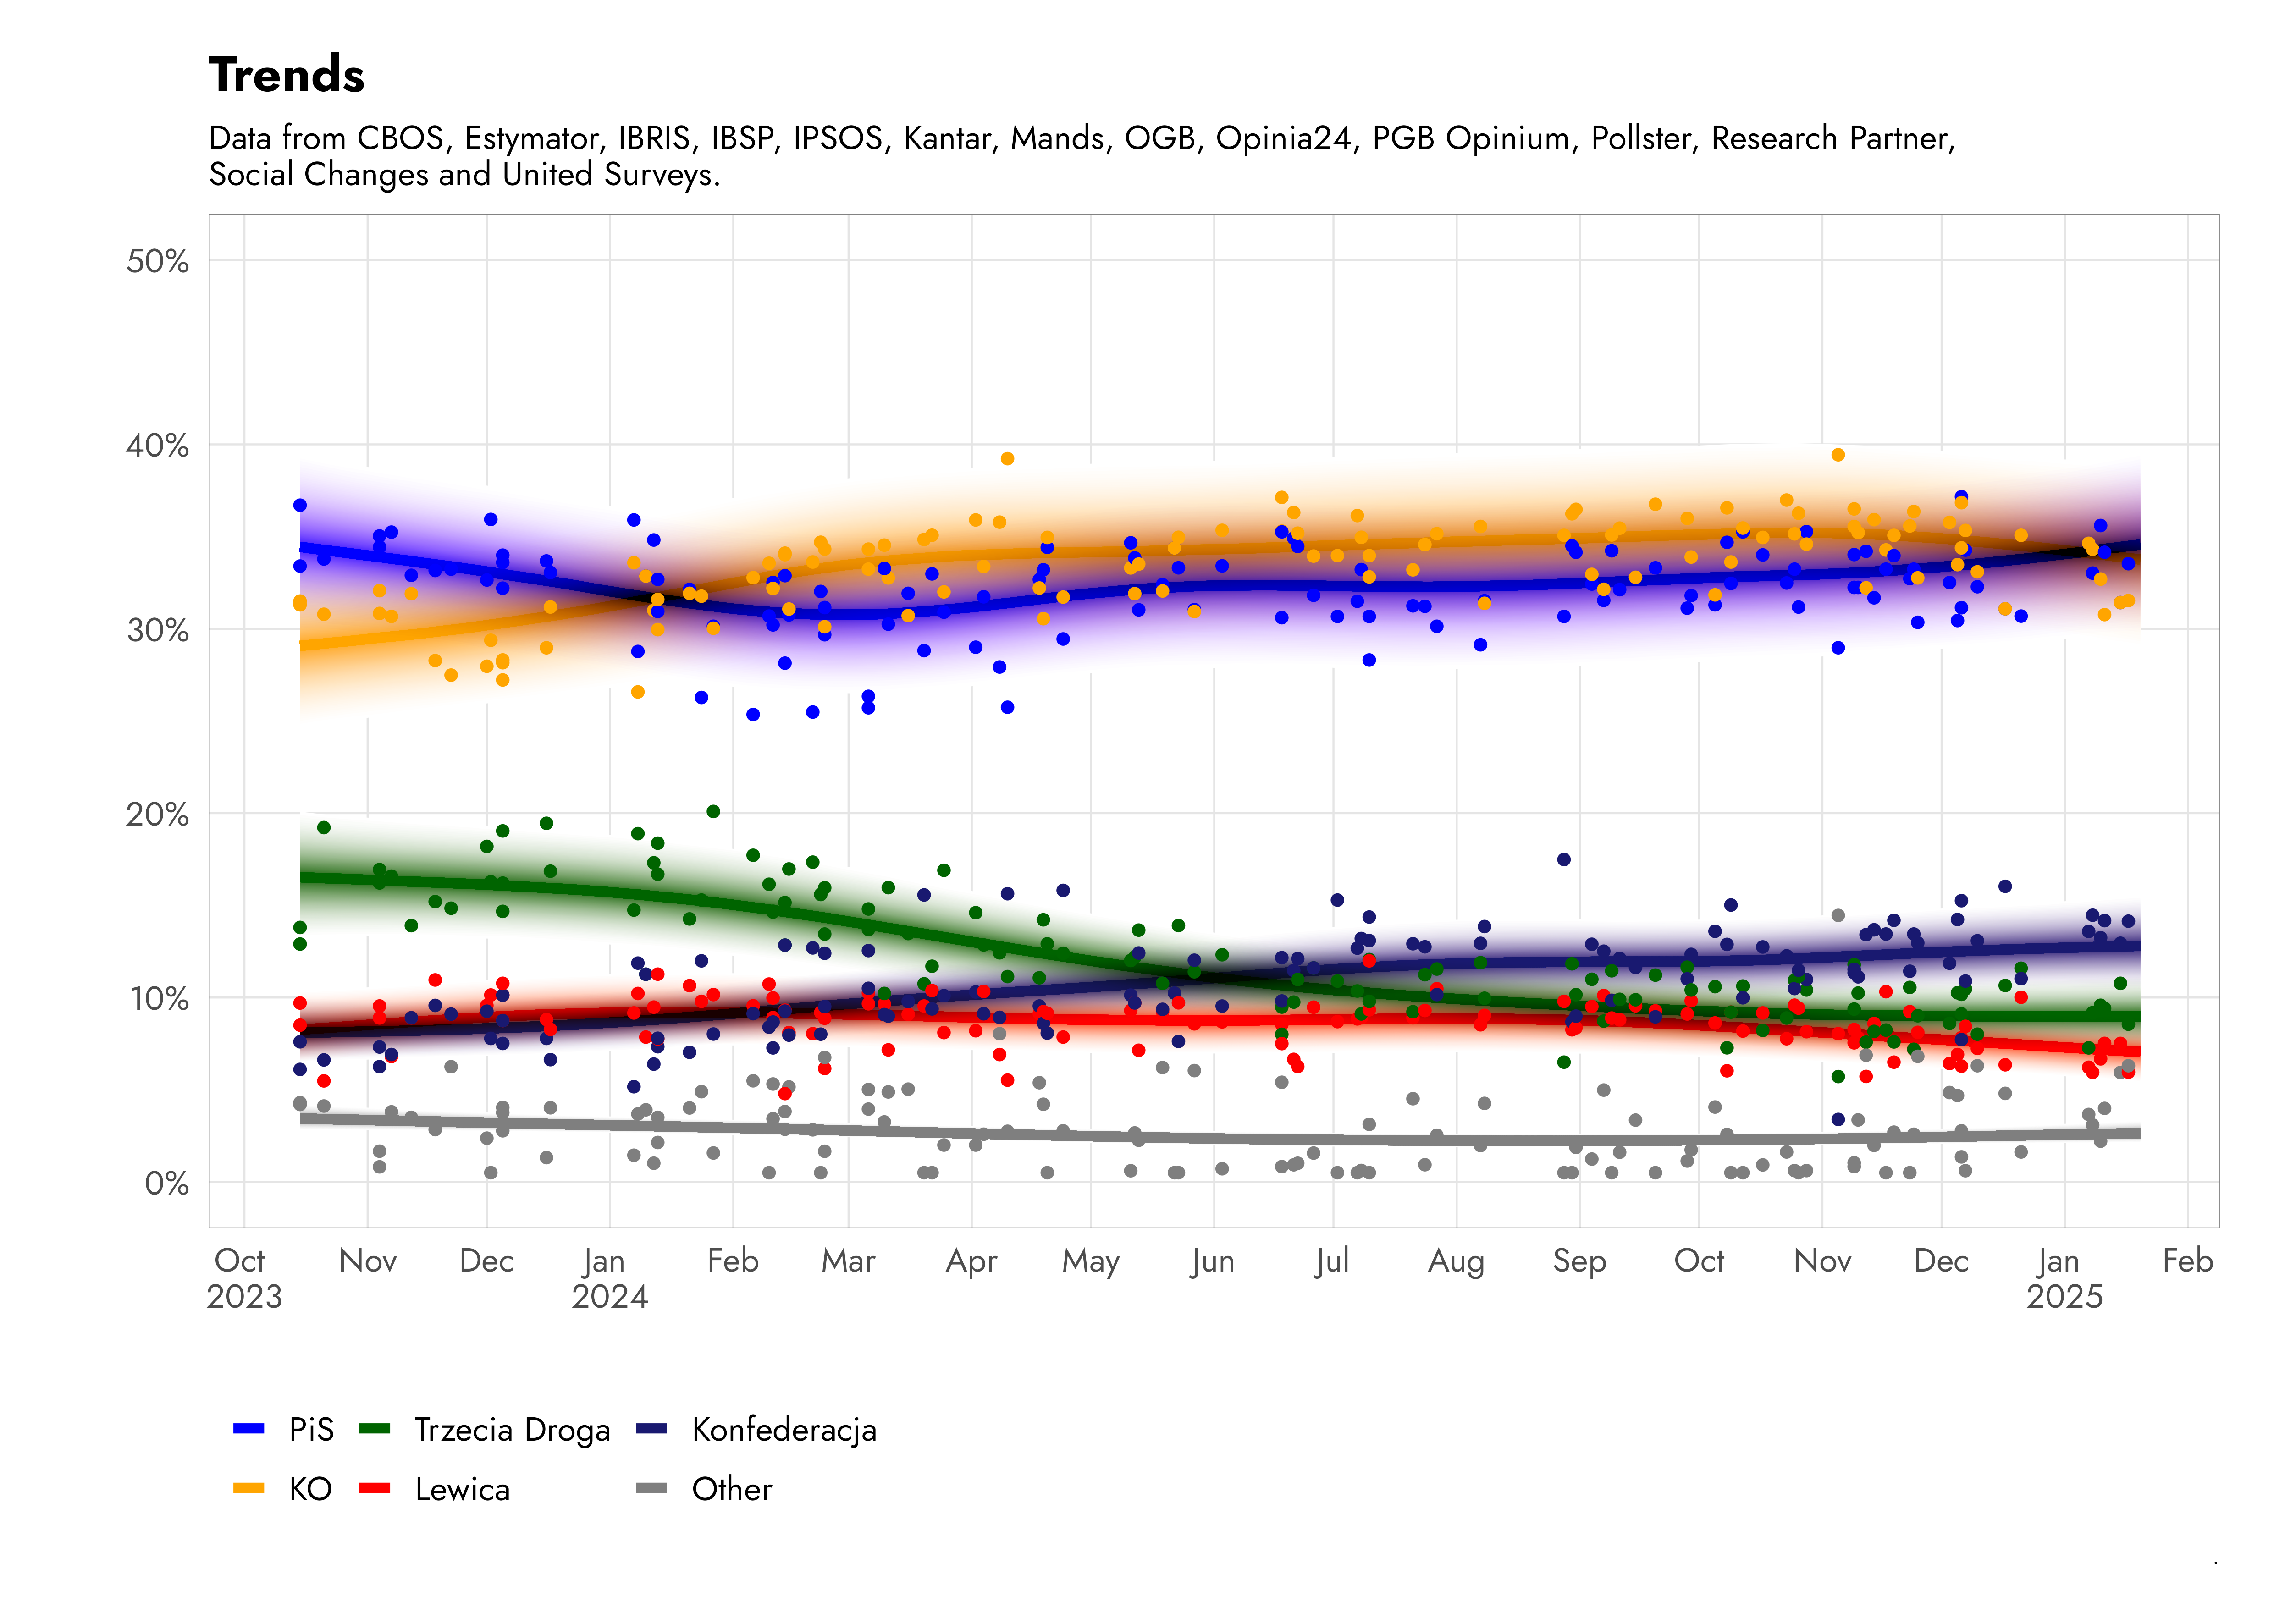 Trends
Data from CBOS, Estymator, IBRIS, IBSP, IPSOS, Kantar, Mands, OGB, Opinia24, PGB Opinium, Pollster, Research Partner,
Social Changes and United Surveys.
50%
40%
30%
20%
10%
0%
Oct Nov Dec Jan Feb Mar Apr May Jun Jul Aug Sep Oct Nov Dec Jan Feb
2023 2024 2025
PiS Trzecia Droga Konfederacja
KO Lewica Other
.